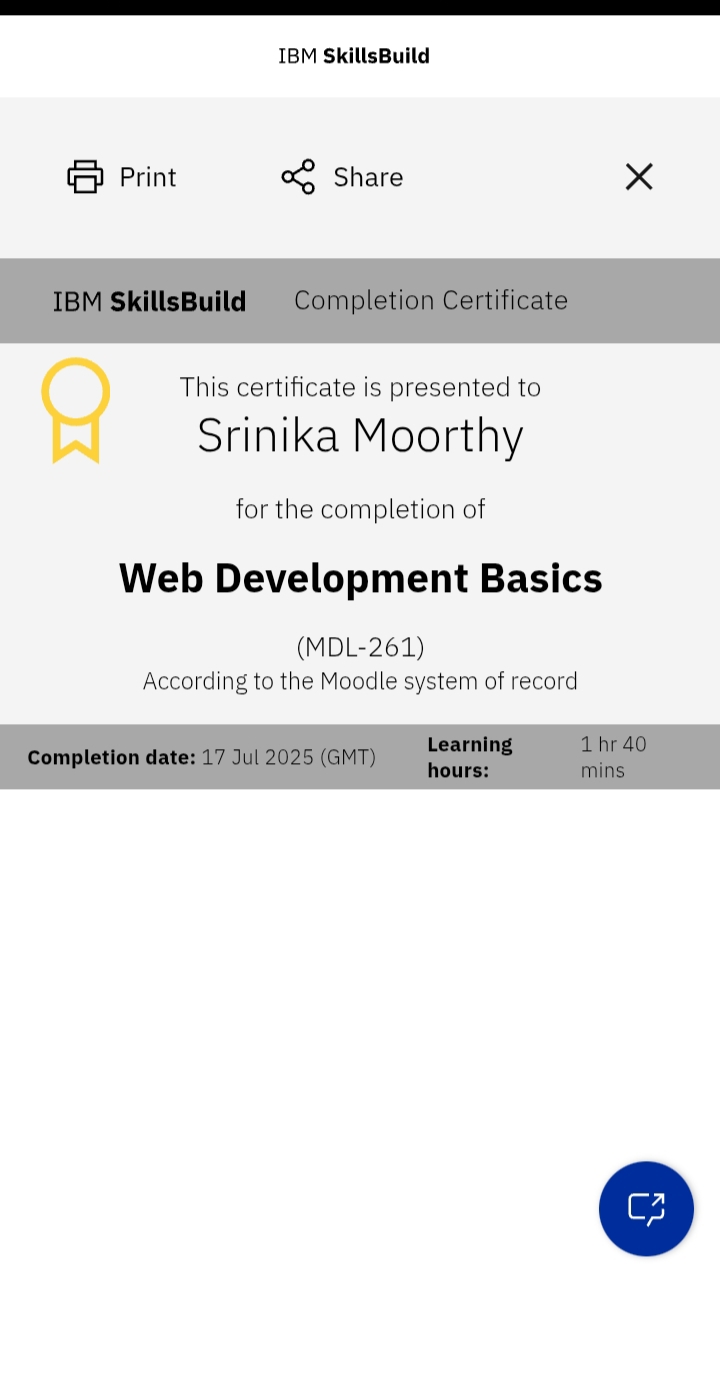 IBM SkillsBuild
Print
Share
IBM SkillsBuild
Completion Certificate
This certificate is presented to
Srinika Moorthy
for the completion of
Web Development Basics
(MDL-261)
According to the Moodle system of record
Completion date: 17 Jul 2025 (GMT)
Learning
hours:
1 hr 40
mins